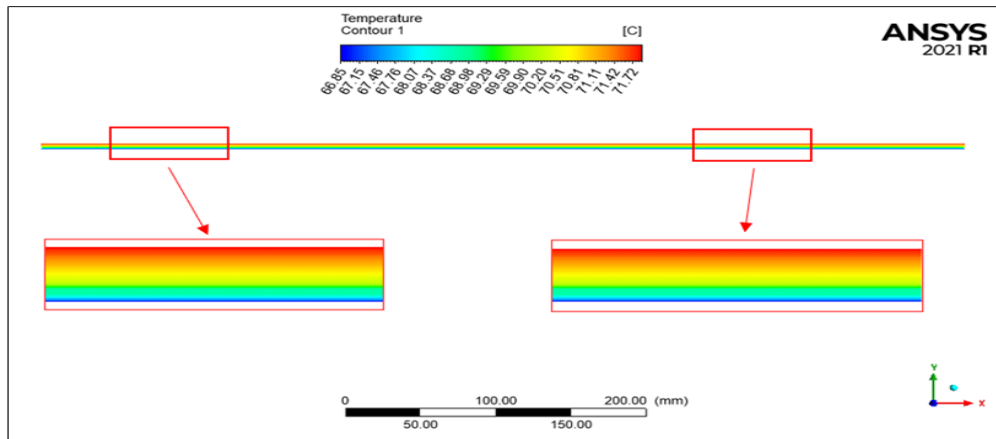 Temperature
Contour 1 [C]
66.85 67.15 67.46 67.76 68.07 68.37 68.68 68.98 69.29 69.59 69.90 70.20 70.51 70.81 71.11 71.42 71.72
ANSYS
2021 R1
0 100.00 200.00 (mm)
50.00 150.00
Y
X